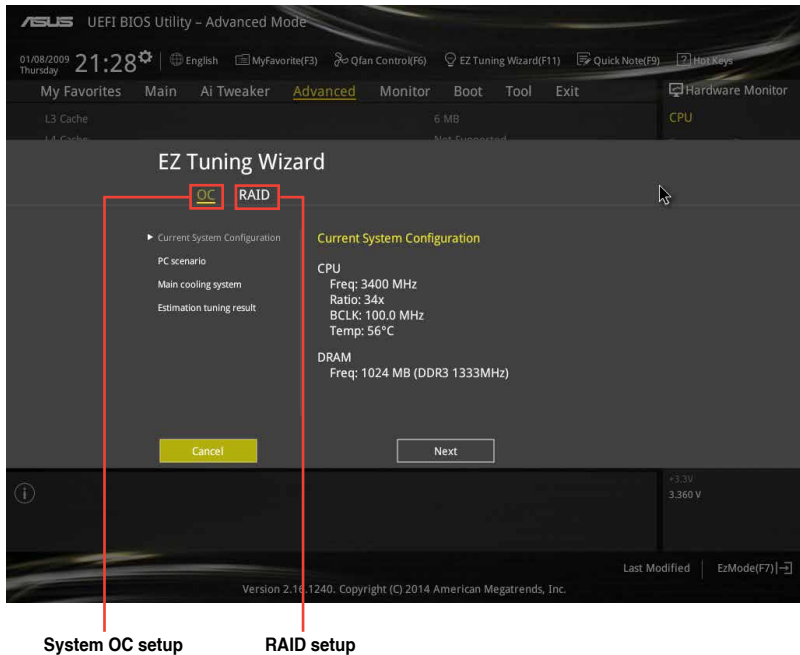 ASUS UEFI BIOS Utility – Advanced Mode
01/08/2009 Thursday 21:28 English MyFavorite(F3) Qfan Control(F6) EZ Tuning Wizard(F11) Quick Note(F9) ? Hot Keys
My Favorites Main Ai Tweaker Advanced Monitor Boot Tool Exit Hardware Monitor
L3 Cache 6 MB CPU
L4 Cache Not Supported
EZ Tuning Wizard
OC RAID
Current System Configuration
PC scenario
Main cooling system
Estimation tuning result
Current System Configuration
CPU
Freq: 3400 MHz
Ratio: 34x
BCLK: 100.0 MHz
Temp: 56°C
DRAM
Freq: 1024 MB (DDR3 1333MHz)
Cancel Next
+3.3V
3.360 V
Last Modified EzMode(F7)
Version 2.16.1240. Copyright (C) 2014 American Megatrends, Inc.
System OC setup RAID setup